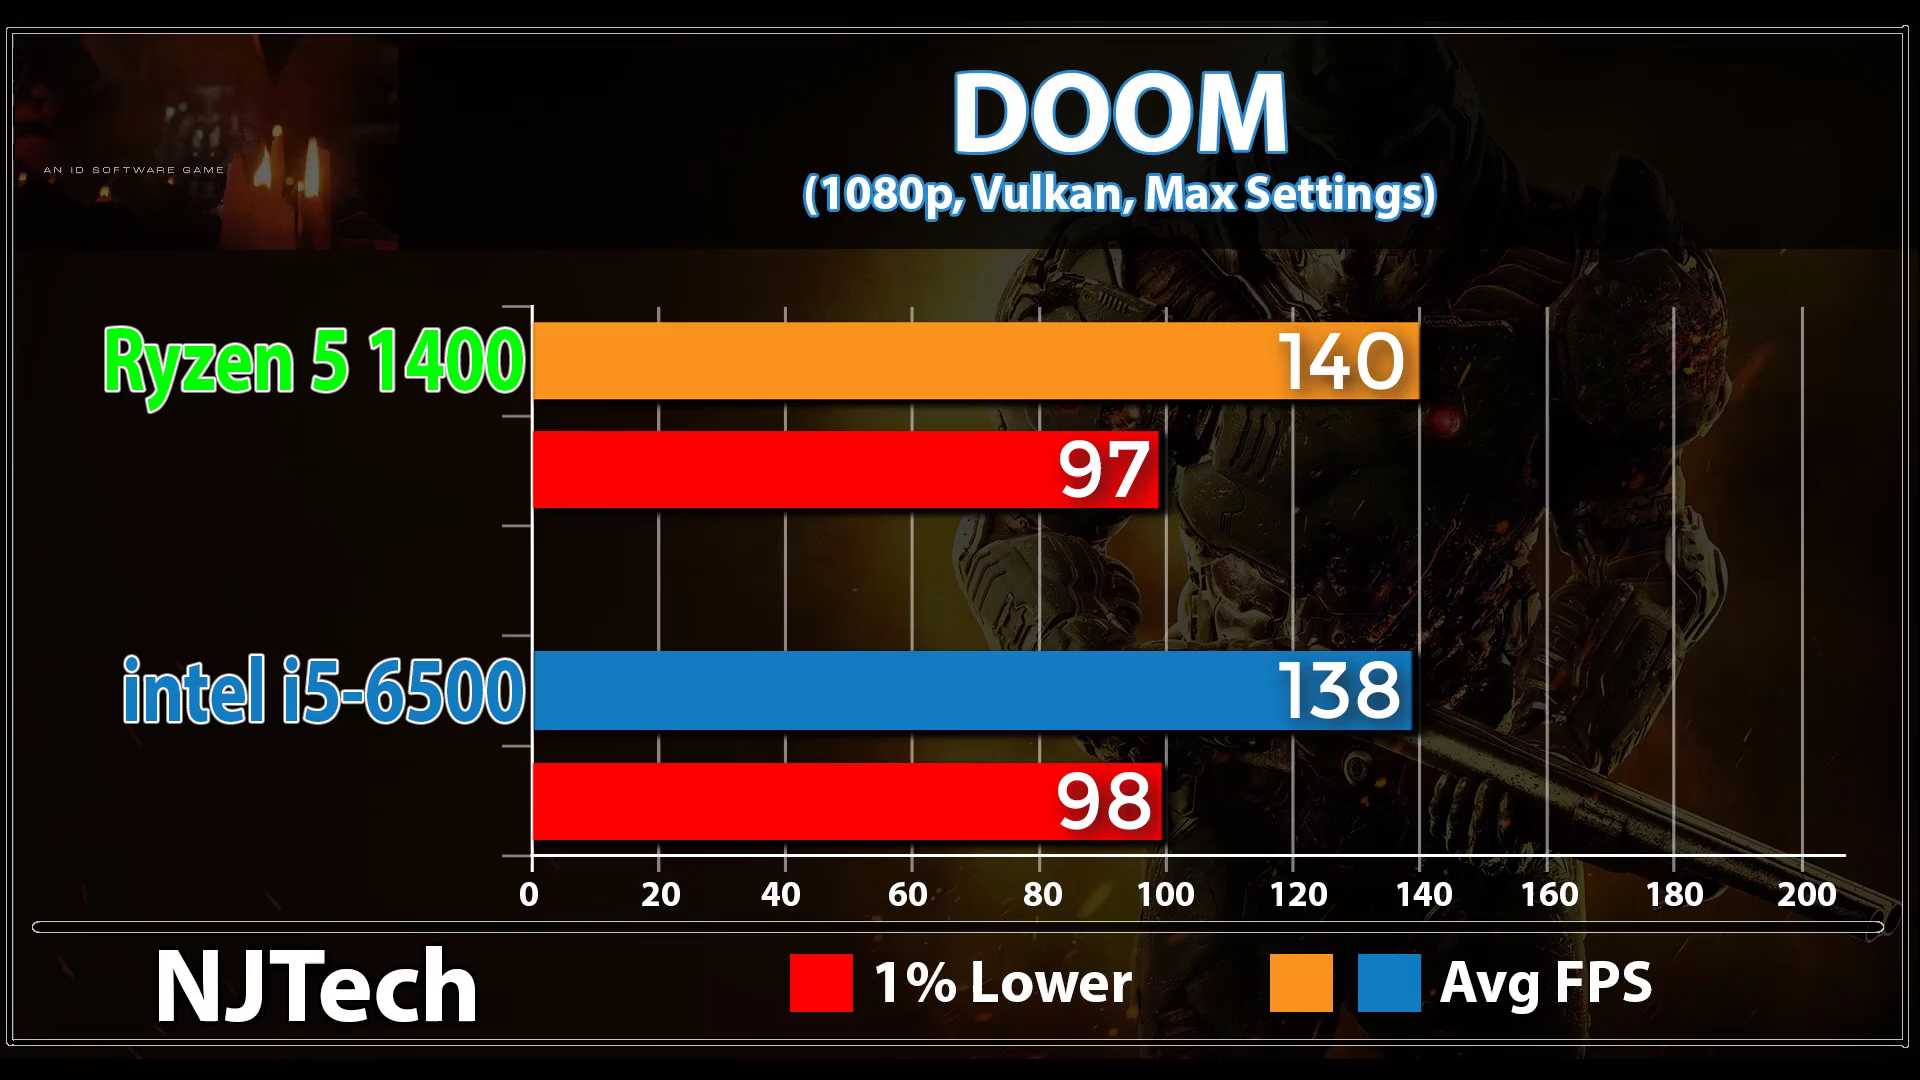 DOOM
(1080p, Vulkan, Max Settings)
AN ID SOFTWARE GAME
Ryzen 5 1400
140
97
intel i5-6500
138
98
0 20 40 60 80 100 120 140 160 180 200
NJTech
1% Lower
Avg FPS